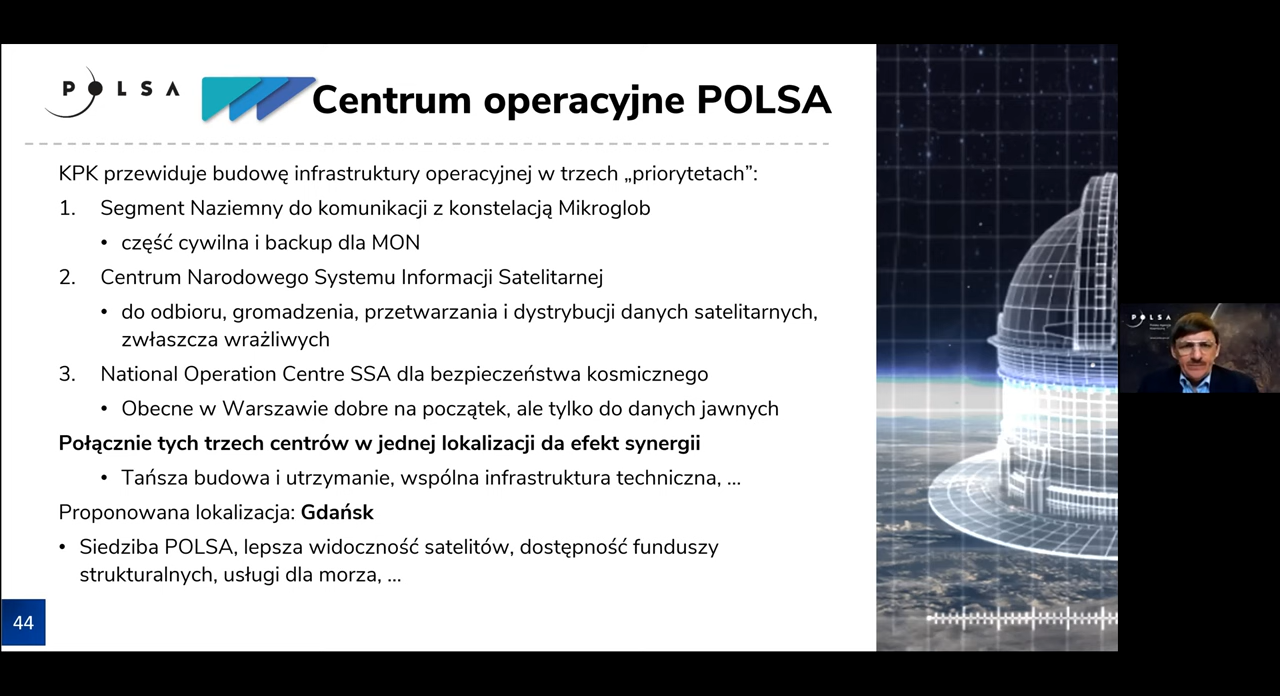 POLSA
Centrum operacyjne POLSA
KPK przewiduje budowę infrastruktury operacyjnej w trzech „priorytetach”:
1. Segment Naziemny do komunikacji z konstelacją Mikroglob
• część cywilna i backup dla MON
2. Centrum Narodowego Systemu Informacji Satelitarnej
• do odbioru, gromadzenia, przetwarzania i dystrybucji danych satelitarnych,
zwłaszcza wrażliwych
3. National Operation Centre SSA dla bezpieczeństwa kosmicznego
• Obecne w Warszawie dobre na początek, ale tylko do danych jawnych
Połącznie tych trzech centrów w jednej lokalizacji da efekt synergii
• Tańsza budowa i utrzymanie, wspólna infrastruktura techniczna, ...
Proponowana lokalizacja: Gdańsk
• Siedziba POLSA, lepsza widoczność satelitów, dostępność funduszy
strukturalnych, usługi dla morza, ...
44
POLSA